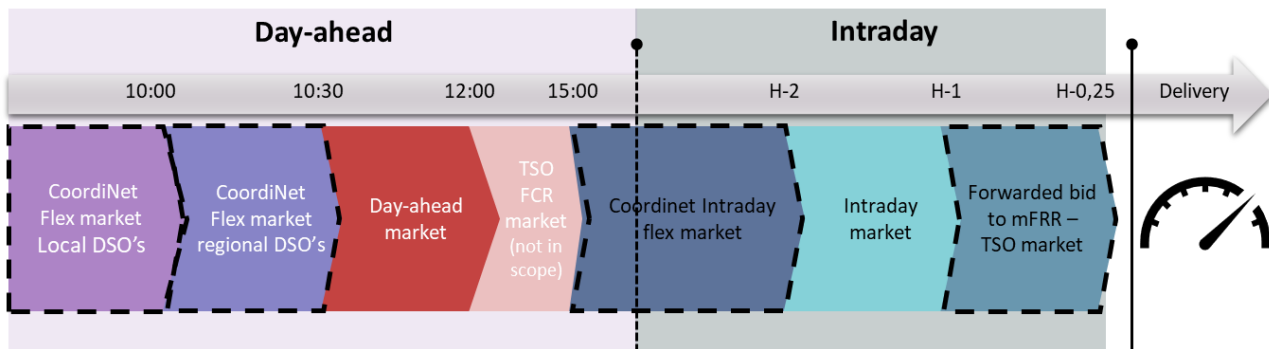 Day-ahead
Intraday
10:00
10:30
12:00
15:00
H-2
H-1
H-0,25
Delivery
CoordiNet
Flex market
Local DSO's
CoordiNet
Flex market
regional DSO's
Day-ahead
market
TSO
FCR
market
(not in
scope)
Coordinet Intraday
flex market
Intraday
market
Forwarded bid
to mFRR –
TSO market